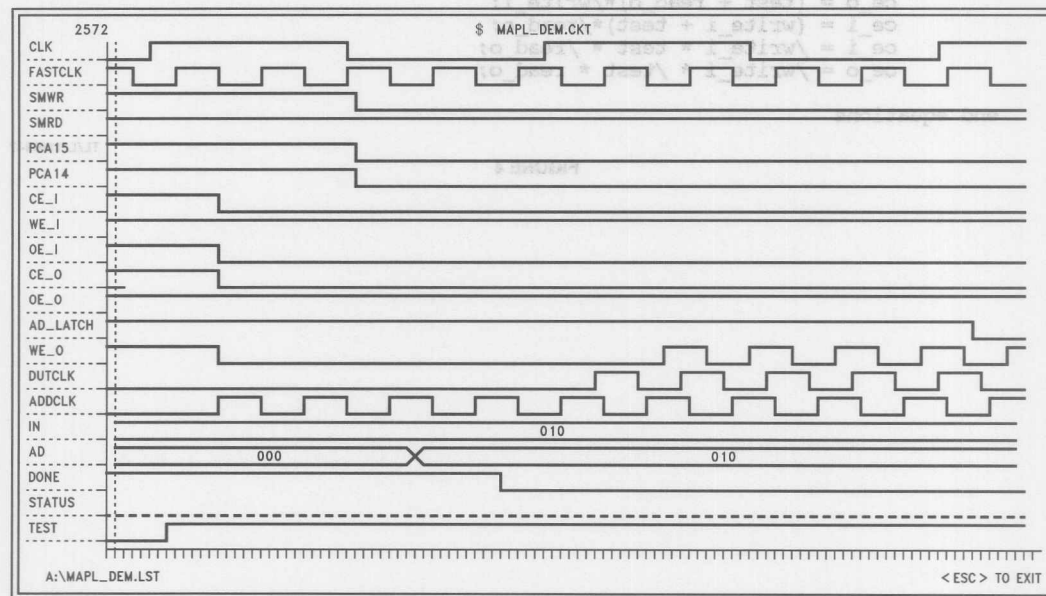 2572
$ MAPL_DEM.CKT
CLK
FASTCLK
SMWR
SMRD
PCA15
PCA14
CE_I
WE_I
OE_I
CE_O
OE_O
AD_LATCH
WE_O
DUTCLK
ADDCLK
IN
010
AD
000
010
DONE
STATUS
TEST
A:\MAPL_DEM.LST
< ESC > TO EXIT